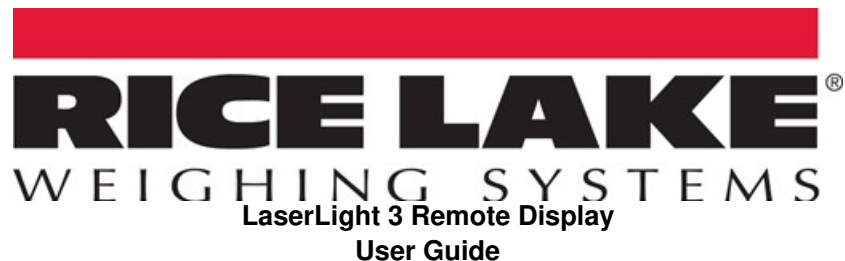 RICE LAKE®
WEIGHING SYSTEMS
LaserLight 3 Remote Display
User Guide